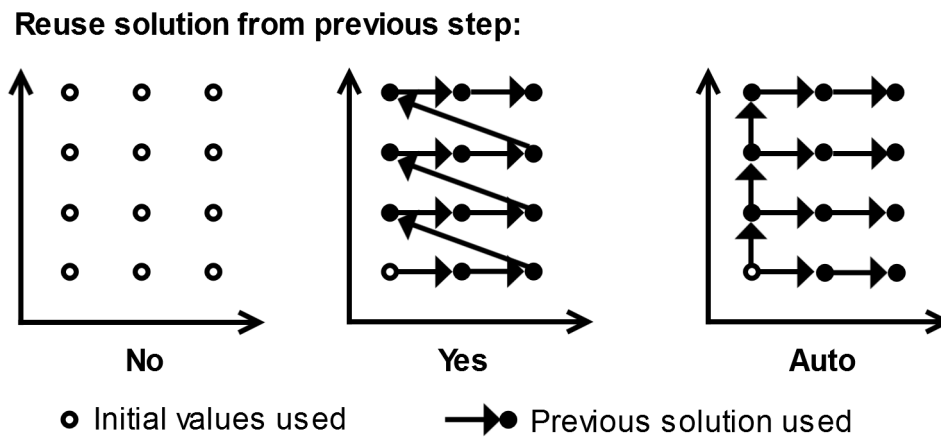 Reuse solution from previous step:
No
Yes
Auto
Initial values used
Previous solution used